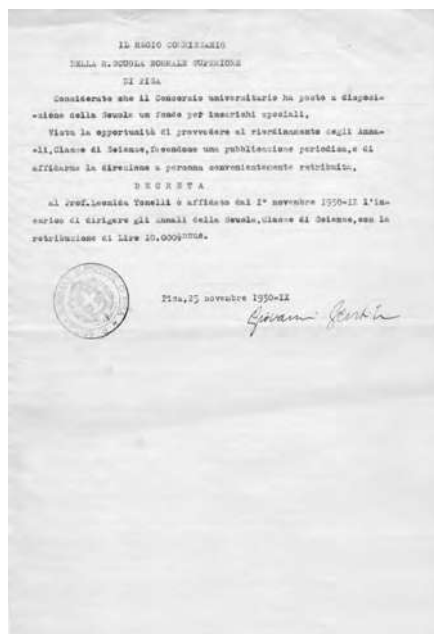 IL REGIO COMMISSARIO
DELLA R. SCUOLA NORMALE SUPERIORE
DI PISA
Considerato che il Consorzio universitario ha posto a disposi-
zione della Scuola un fondo per incarichi speciali,
Vista la opportunità di provvedere al riordinamento degli Anna-
li, Classe di Scienze, facendone una pubblicazione periodica, e di
affidarne la direzione a persona convenientemente retribuita,
D E C R E T A
al Prof. Leonida Tonelli è affidato dal 1° novembre 1930-IX l'in-
carico di dirigere gli Annali della Scuola, Classe di Scienze, con la
retribuzione di Lire 10.000 annue.
Pisa, 25 novembre 1930-IX
Giovanni Gentile